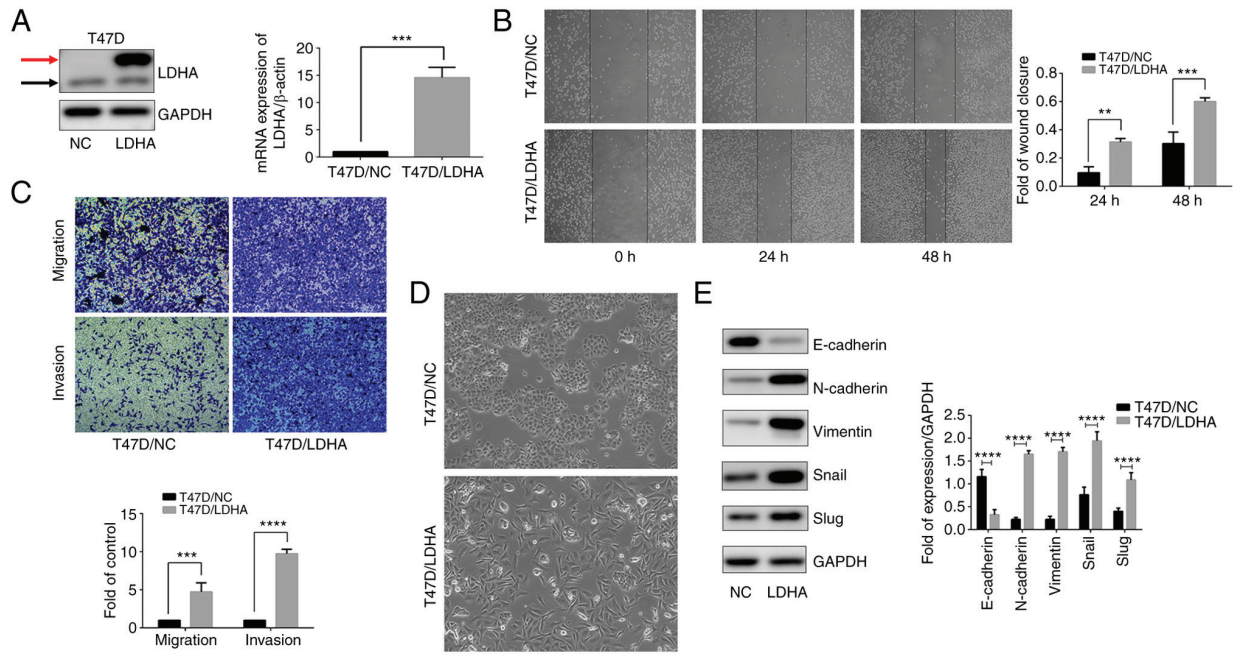 A
T47D
LDHA
GAPDH
NC LDHA
mRNA expression of
LDHA/β-actin
20
15
10
5
0
***
T47D/NC T47D/LDHA
B
T47D/NC
T47D/LDHA
0 h 24 h 48 h
T47D/NC
T47D/LDHA
Fold of wound closure
0.8
0.6
0.4
0.2
0.0
**
***
24 h 48 h
C
Migration
Invasion
T47D/NC T47D/LDHA
T47D/NC
T47D/LDHA
Fold of control
15
10
5
0
***
****
Migration Invasion
D
T47D/NC
T47D/LDHA
E
E-cadherin
N-cadherin
Vimentin
Snail
Slug
GAPDH
NC LDHA
T47D/NC
T47D/LDHA
Fold of expression/GAPDH
2.5
2.0
1.5
1.0
0.5
0.0
**** **** **** **** ****
E-cadherin
N-cadherin
Vimentin
Snail
Slug